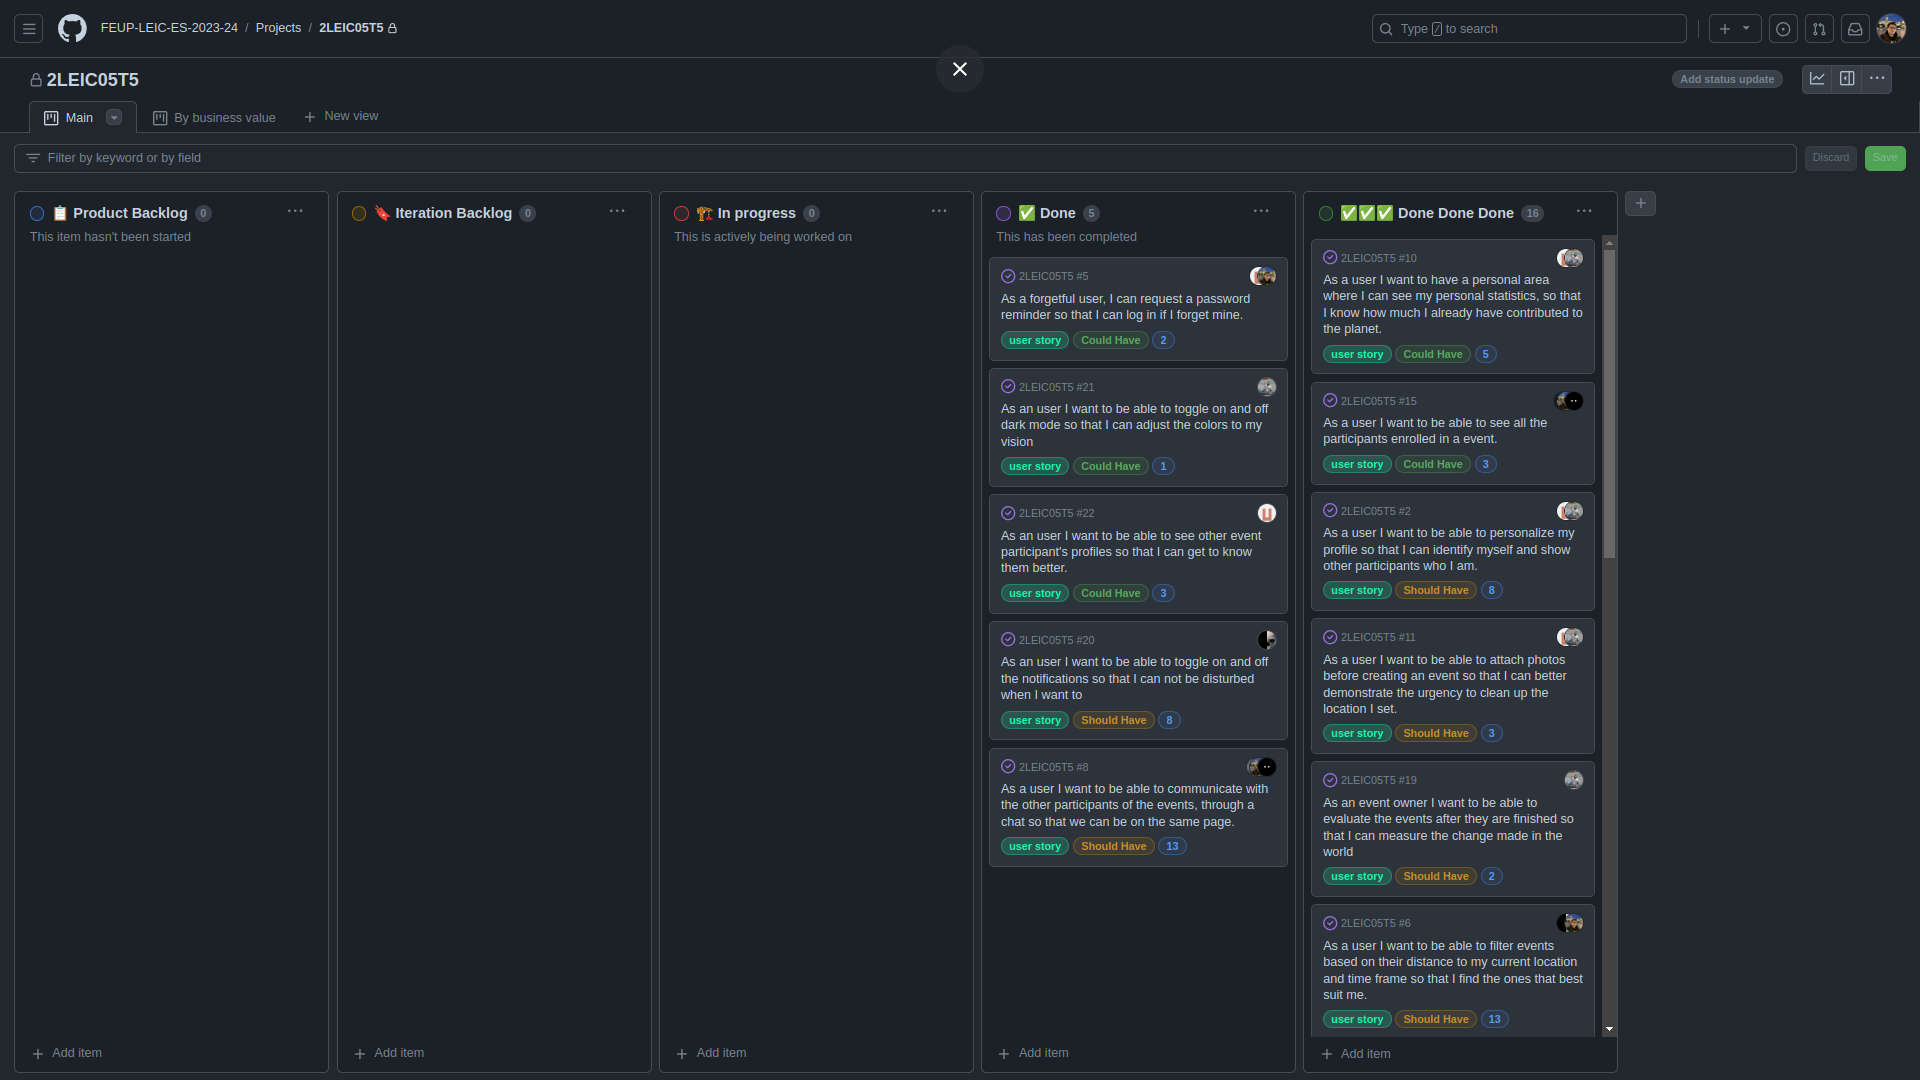 FEUP-LEIC-ES-2023-24 / Projects / 2LEIC05T5
Type / to search
2LEIC05T5
Add status update
Main
By business value
New view
Filter by keyword or by field
Discard
Save
Product Backlog 0
This item hasn't been started
Add item
Iteration Backlog 0
Add item
In progress 0
This is actively being worked on
Add item
Done 5
This has been completed
2LEIC05T5 #5
As a forgetful user, I can request a password
reminder so that I can log in if I forget mine.
user story Could Have 2
2LEIC05T5 #21
As an user I want to be able to toggle on and off
dark mode so that I can adjust the colors to my
vision
user story Could Have 1
2LEIC05T5 #22
As an user I want to be able to see other event
participant's profiles so that I can get to know
them better.
user story Could Have 3
2LEIC05T5 #20
As an user I want to be able to toggle on and off
the notifications so that I can not be disturbed
when I want to
user story Should Have 8
2LEIC05T5 #8
As a user I want to be able to communicate with
the other participants of the events, through a
chat so that we can be on the same page.
user story Should Have 13
Add item
Done Done Done 16
2LEIC05T5 #10
As a user I want to have a personal area
where I can see my personal statistics, so that
I know how much I already have contributed to
the planet.
user story Could Have 5
2LEIC05T5 #15
As a user I want to be able to see all the
participants enrolled in a event.
user story Could Have 3
2LEIC05T5 #2
As a user I want to be able to personalize my
profile so that I can identify myself and show
other participants who I am.
user story Should Have 8
2LEIC05T5 #11
As a user I want to be able to attach photos
before creating an event so that I can better
demonstrate the urgency to clean up the
location I set.
user story Should Have 3
2LEIC05T5 #19
As an event owner I want to be able to
evaluate the events after they are finished so
that I can measure the change made in the
world
user story Should Have 2
2LEIC05T5 #6
As a user I want to be able to filter events
based on their distance to my current location
and time frame so that I find the ones that best
suit me.
user story Should Have 13
Add item